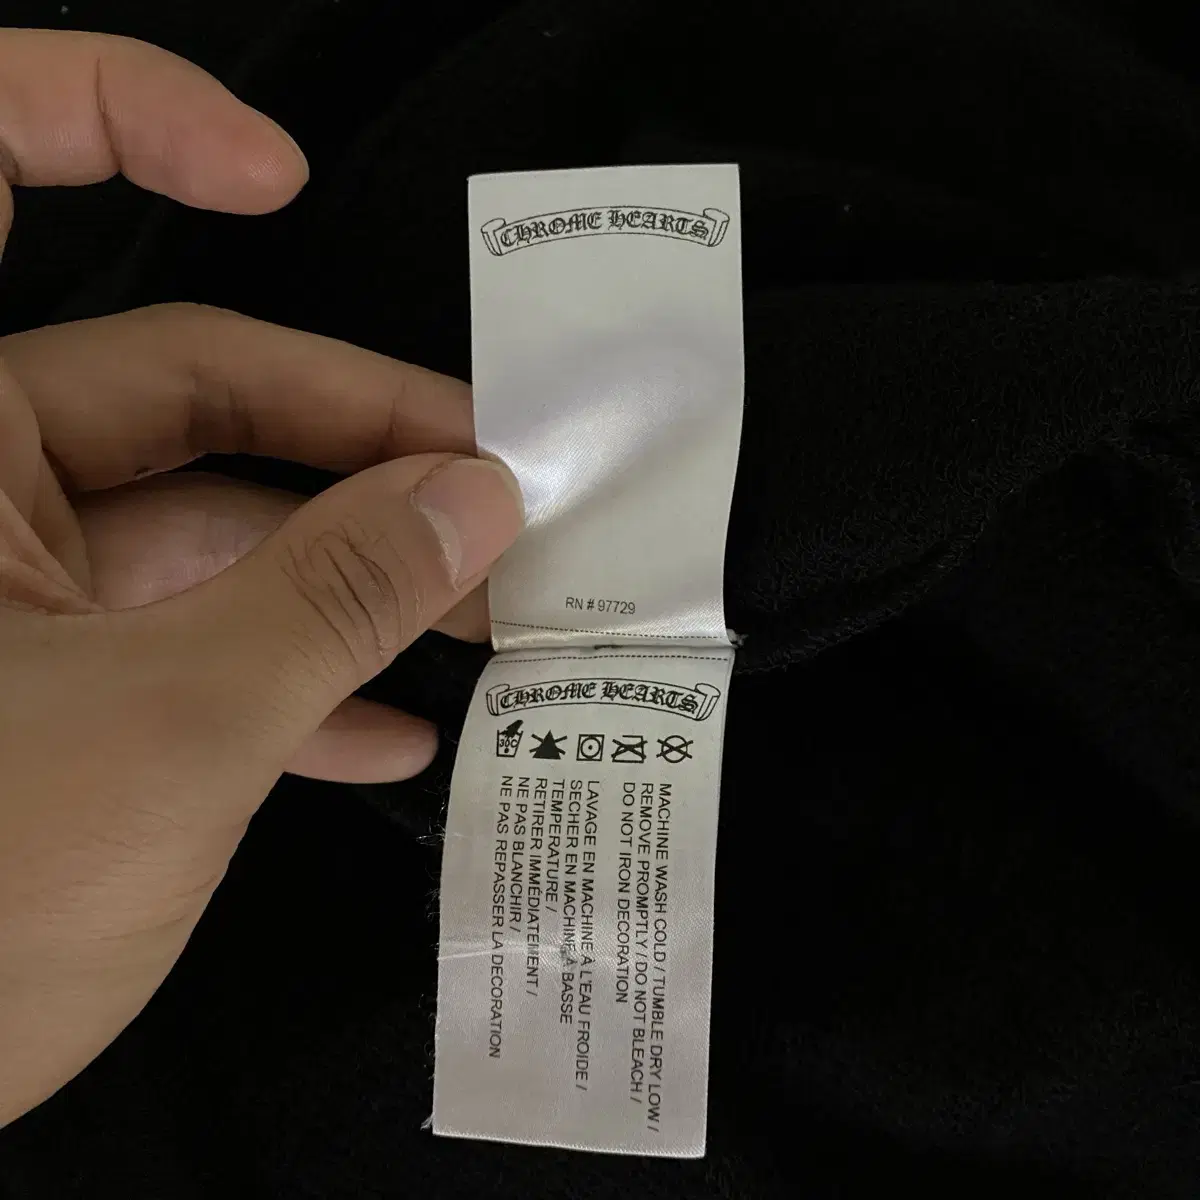 CHROME HEARTS
RN # 97729
CHROME HEARTS
30C
MACHINE WASH COLD / TUMBLE DRY LOW /
REMOVE PROMPTLY / DO NOT BLEACH /
DO NOT IRON DECORATION
LAVAGE EN MACHINE À L'EAU FROIDE /
SECHER EN MACHINE À BASSE
TEMPERATURE /
RETIRER IMMÉDIATEMENT /
NE PAS BLANCHIR /
NE PAS REPASSER LA DECORATION